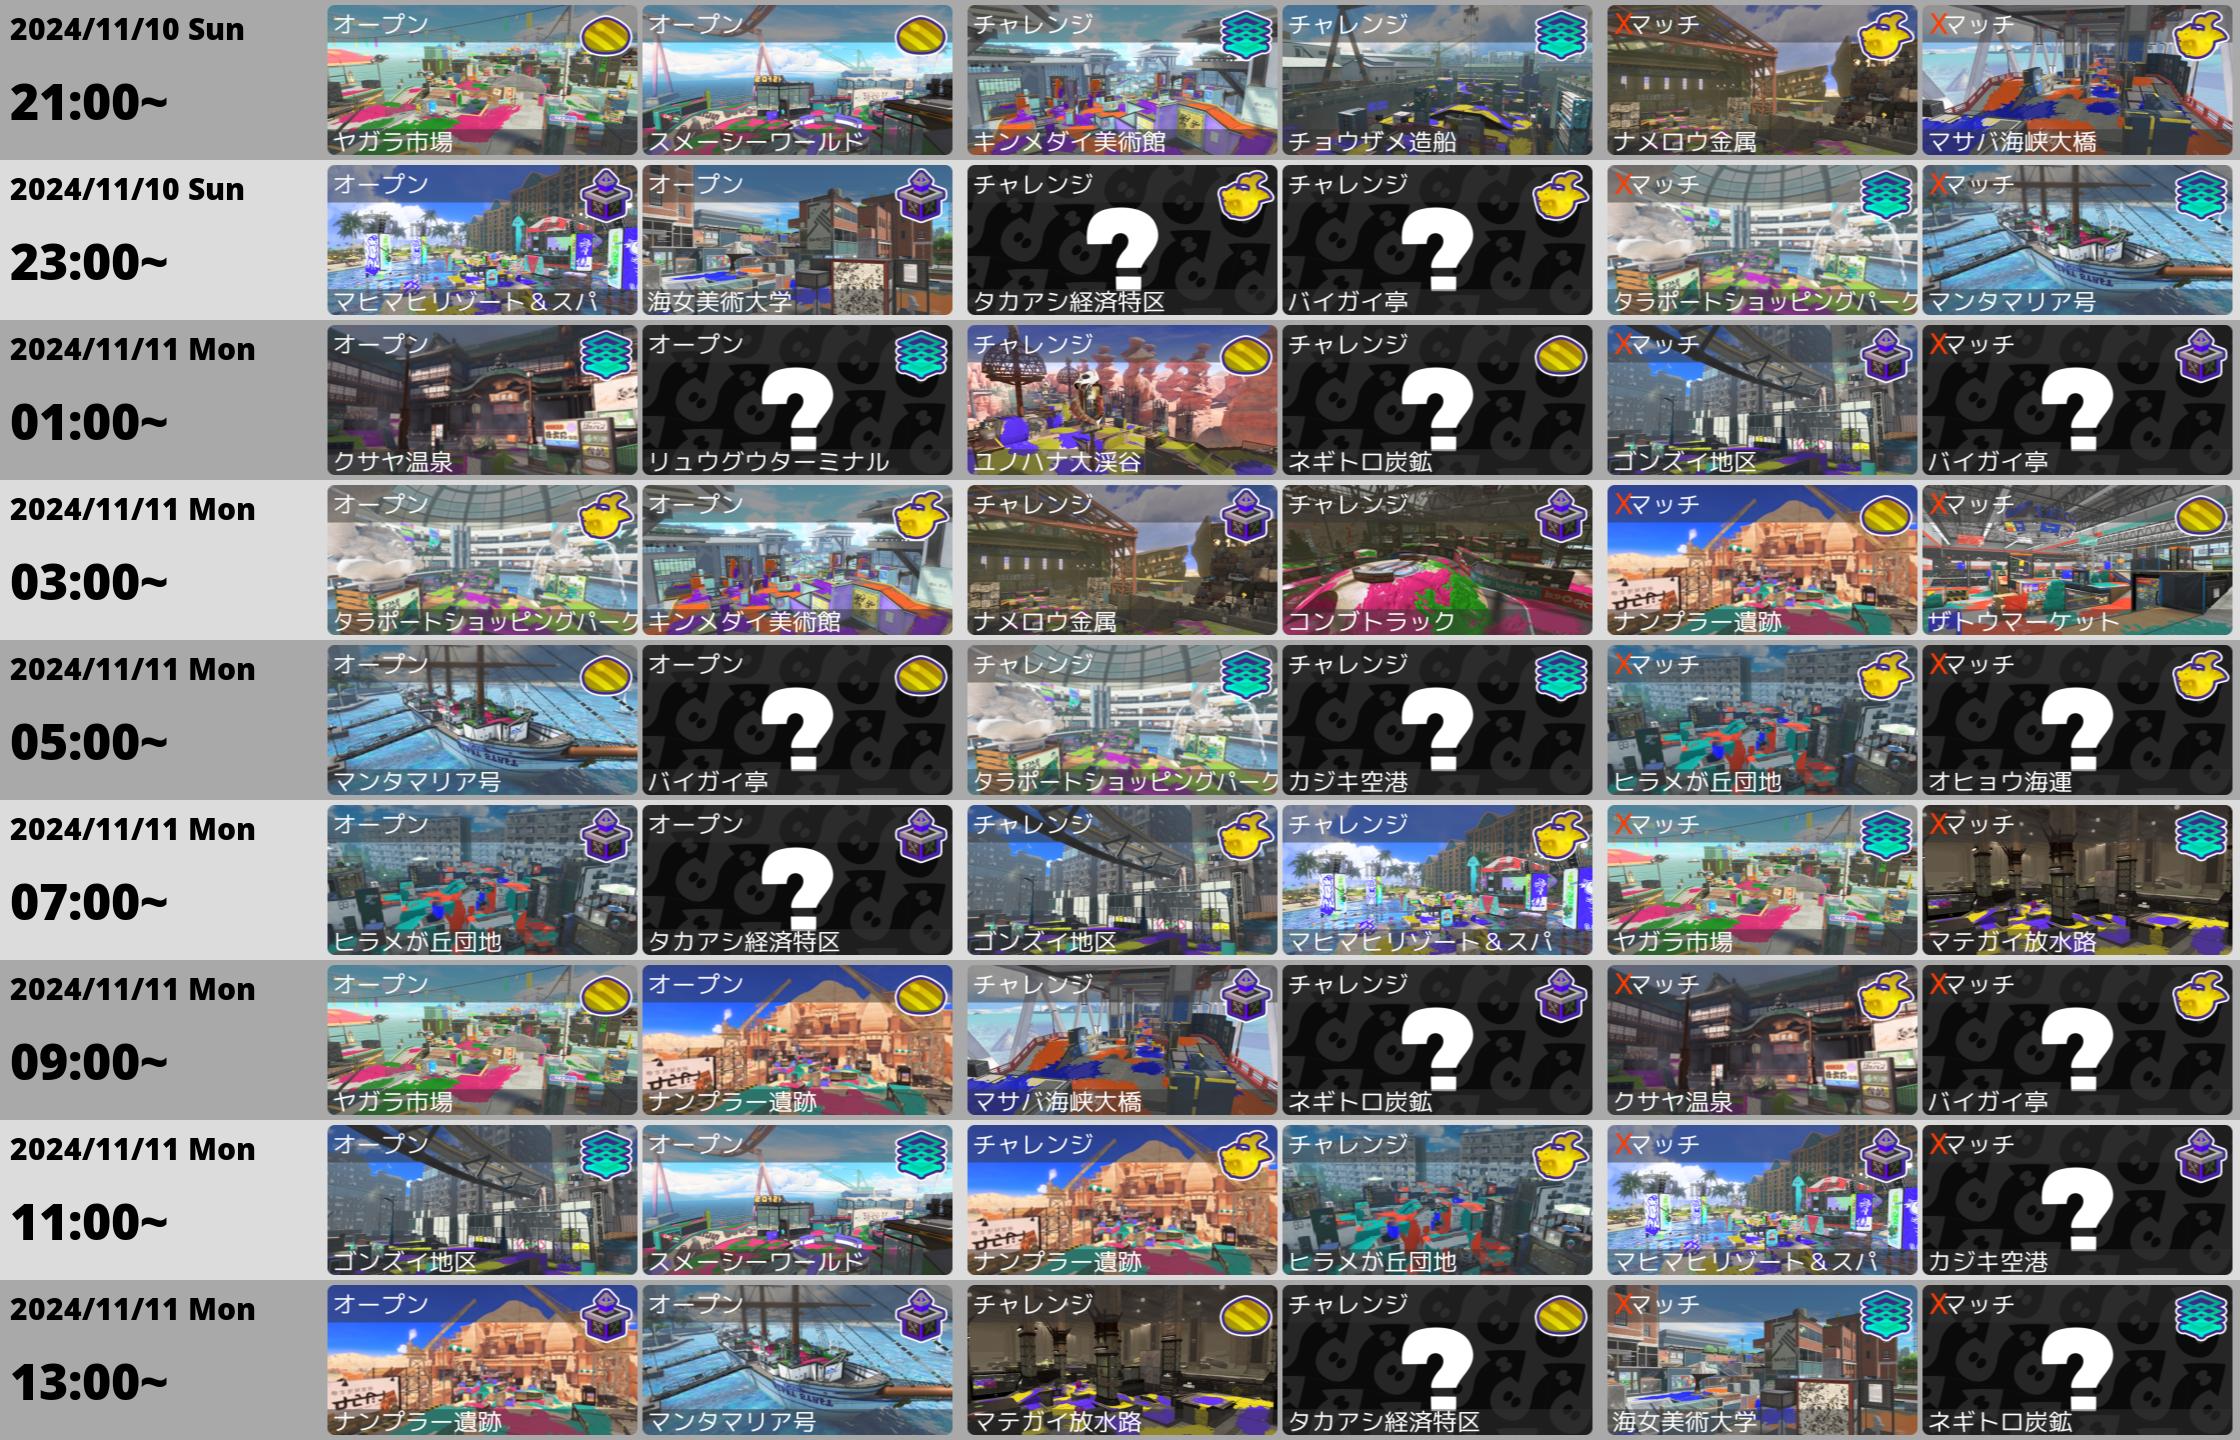 2024/11/10 Sun
21:00~
オープン
ヤガラ市場
オープン
スメーシーワールド
チャレンジ
キンメダイ美術館
チャレンジ
チョウザメ造船
Xマッチ
ナメロウ金属
Xマッチ
マサバ海峡大橋
2024/11/10 Sun
23:00~
オープン
マヒマヒリゾート＆スパ
オープン
海女美術大学
チャレンジ
タカアシ経済特区
チャレンジ
バイガイ亭
Xマッチ
タラポートショッピングパーク
Xマッチ
マンタマリア号
2024/11/11 Mon
01:00~
オープン
クサヤ温泉
オープン
リュウグウターミナル
チャレンジ
ユノハナ大渓谷
チャレンジ
ネギトロ炭鉱
Xマッチ
ゴンズイ地区
Xマッチ
バイガイ亭
2024/11/11 Mon
03:00~
オープン
タラポートショッピングパーク
オープン
キンメダイ美術館
チャレンジ
ナメロウ金属
チャレンジ
コンブトラック
Xマッチ
ナンプラー遺跡
Xマッチ
ザトウマーケット
2024/11/11 Mon
05:00~
オープン
マンタマリア号
オープン
バイガイ亭
チャレンジ
タラポートショッピングパーク
チャレンジ
カジキ空港
Xマッチ
ヒラメが丘団地
Xマッチ
オヒョウ海運
2024/11/11 Mon
07:00~
オープン
ヒラメが丘団地
オープン
タカアシ経済特区
チャレンジ
ゴンズイ地区
チャレンジ
マヒマヒリゾート＆スパ
Xマッチ
ヤガラ市場
Xマッチ
マテガイ放水路
2024/11/11 Mon
09:00~
オープン
ヤガラ市場
オープン
ナンプラー遺跡
チャレンジ
マサバ海峡大橋
チャレンジ
ネギトロ炭鉱
Xマッチ
クサヤ温泉
Xマッチ
バイガイ亭
2024/11/11 Mon
11:00~
オープン
ゴンズイ地区
オープン
スメーシーワールド
チャレンジ
ナンプラー遺跡
チャレンジ
ヒラメが丘団地
Xマッチ
マヒマヒリゾート＆スパ
Xマッチ
カジキ空港
2024/11/11 Mon
13:00~
オープン
ナンプラー遺跡
オープン
マンタマリア号
チャレンジ
マテガイ放水路
チャレンジ
タカアシ経済特区
Xマッチ
海女美術大学
Xマッチ
ネギトロ炭鉱